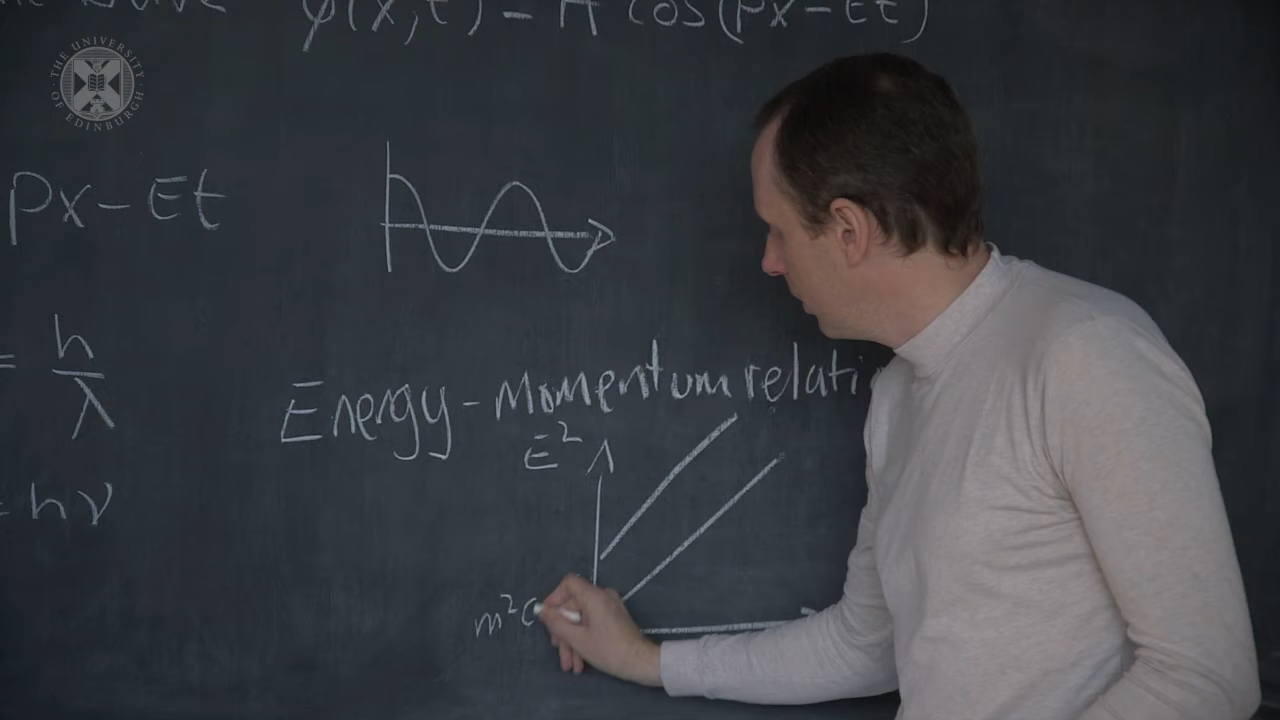 φ(x,t) = A cos(px-Et)
THE UNIVERSITY OF EDINBURGH
px - Et
= h/λ
= hν
Energy-Momentum relati
E²
m²c